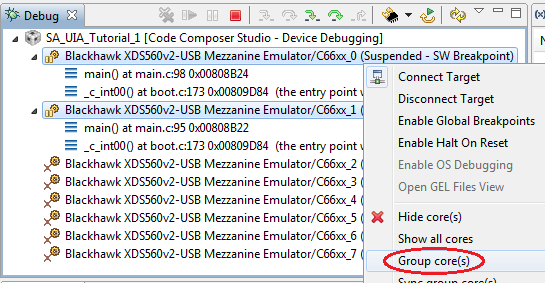 Debug
SA_UIA_Tutorial_1 [Code Composer Studio - Device Debugging]
Blackhawk XDS560v2-USB Mezzanine Emulator/C66xx_0 (Suspended - SW Breakpoint)
main() at main.c:98 0x00808B24
_c_int00() at boot.c:173 0x00809D84 (the entry point w
Blackhawk XDS560v2-USB Mezzanine Emulator/C66xx_1 (
main() at main.c:95 0x00808B22
_c_int00() at boot.c:173 0x00809D84 (the entry point w
Blackhawk XDS560v2-USB Mezzanine Emulator/C66xx_2 (
Blackhawk XDS560v2-USB Mezzanine Emulator/C66xx_3 (
Blackhawk XDS560v2-USB Mezzanine Emulator/C66xx_4 (
Blackhawk XDS560v2-USB Mezzanine Emulator/C66xx_5 (
Blackhawk XDS560v2-USB Mezzanine Emulator/C66xx_6 (
Blackhawk XDS560v2-USB Mezzanine Emulator/C66xx_7 (
Connect Target
Disconnect Target
Enable Global Breakpoints
Enable Halt On Reset
Enable OS Debugging
Open GEL Files View
Hide core(s)
Show all cores
Group core(s)
Sync group core(s)